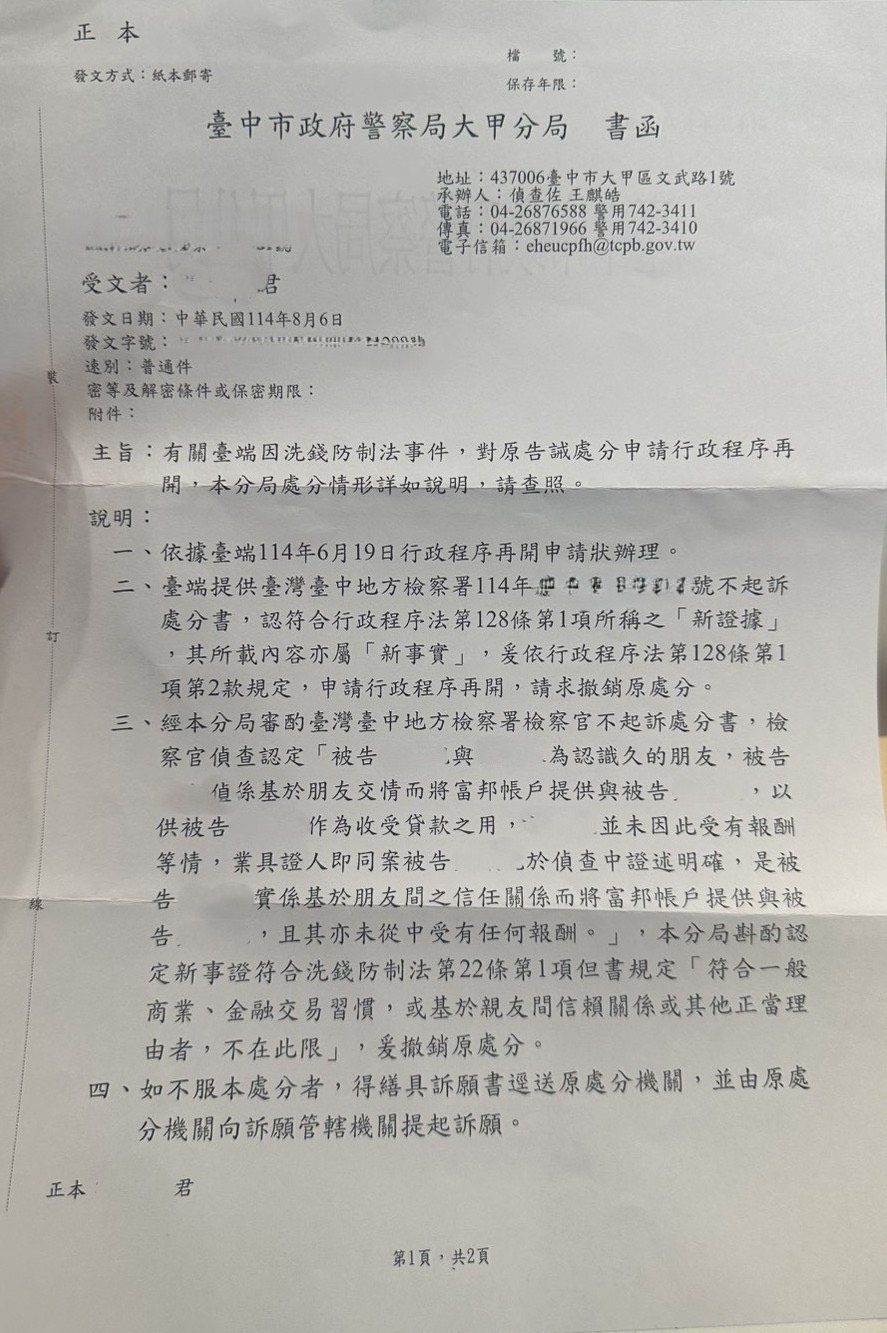 正 本
發文方式：紙本郵寄
檔 號：
保存年限：
臺中市政府警察局大甲分局 書函
地址：437006臺中市大甲區文武路1號
承辦人：偵查佐 王麒皓
電話：04-26876588 警用742-3411
傳真：04-26871966 警用742-3410
電子信箱：eheucpfh@tcpb.gov.tw
受文者： 君
發文日期：中華民國114年8月6日
發文字號：
速別：普通件
密等及解密條件或保密期限：
附件：
主旨：有關臺端因洗錢防制法事件，對原告誡處分申請行政程序再
開，本分局處分情形詳如說明，請查照。
說明：
一、依據臺端114年6月19日行政程序再開申請狀辦理。
二、臺端提供臺灣臺中地方檢察署114年 號不起訴
處分書，認符合行政程序法第128條第1項所稱之「新證據」
，其所載內容亦屬「新事實」，爰依行政程序法第128條第1
項第2款規定，申請行政程序再開，請求撤銷原處分。
三、經本分局審酌臺灣臺中地方檢察署檢察官不起訴處分書，檢
察官偵查認定「被告 與 為認識久的朋友，被告
值係基於朋友交情而將富邦帳戶提供與被告 ，以
供被告 作為收受貸款之用， 並未因此受有報酬
等情，業具證人即同案被告 於偵查中證述明確，是被
告 實係基於朋友間之信任關係而將富邦帳戶提供與被
告 ，且其亦未從中受有任何報酬。」，本分局斟酌認
定新事證符合洗錢防制法第22條第1項但書規定「符合一般
商業、金融交易習慣，或基於親友間信賴關係或其他正當理
由者，不在此限」，爰撤銷原處分。
四、如不服本處分者，得繕具訴願書逕送原處分機關，並由原處
分機關向訴願管轄機關提起訴願。
正本 君
第1頁，共2頁
裝
訂
線